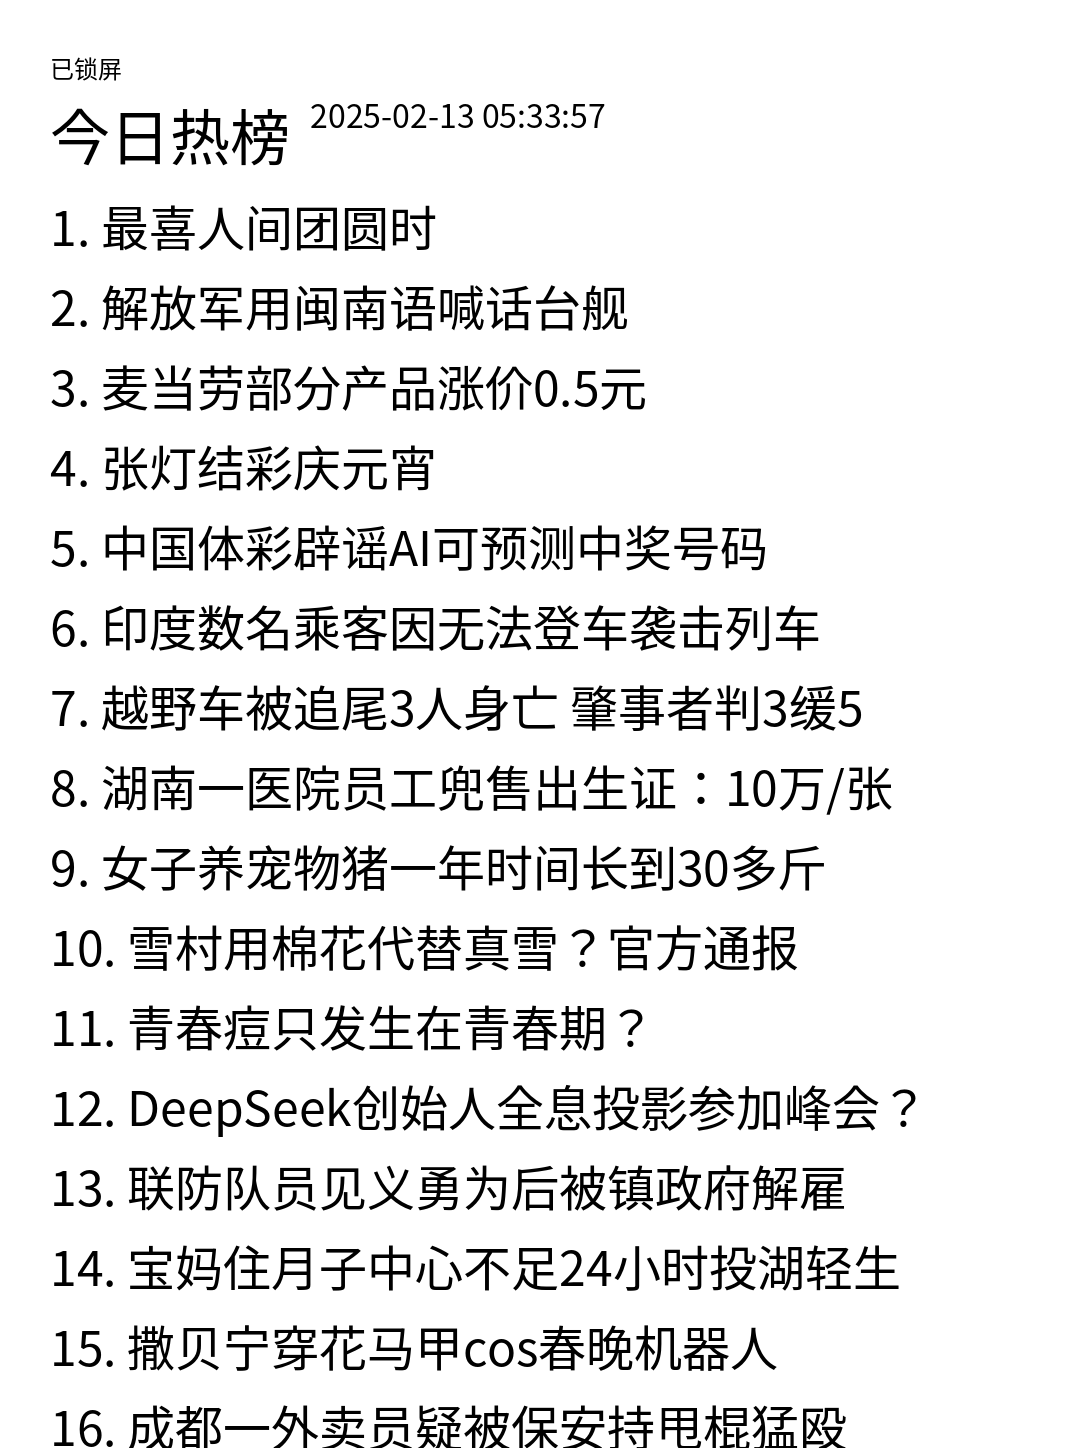 已锁屏
今日热榜 2025-02-13 05:33:57
1. 最喜人间团圆时
2. 解放军用闽南语喊话台舰
3. 麦当劳部分产品涨价0.5元
4. 张灯结彩庆元宵
5. 中国体彩辟谣AI可预测中奖号码
6. 印度数名乘客因无法登车袭击列车
7. 越野车被追尾3人身亡 肇事者判3缓5
8. 湖南一医院员工兜售出生证：10万/张
9. 女子养宠物猪一年时间长到30多斤
10. 雪村用棉花代替真雪？官方通报
11. 青春痘只发生在青春期？
12. DeepSeek创始人全息投影参加峰会？
13. 联防队员见义勇为后被镇政府解雇
14. 宝妈住月子中心不足24小时投湖轻生
15. 撒贝宁穿花马甲cos春晚机器人
16. 成都一外卖员疑被保安持甩棍猛殴